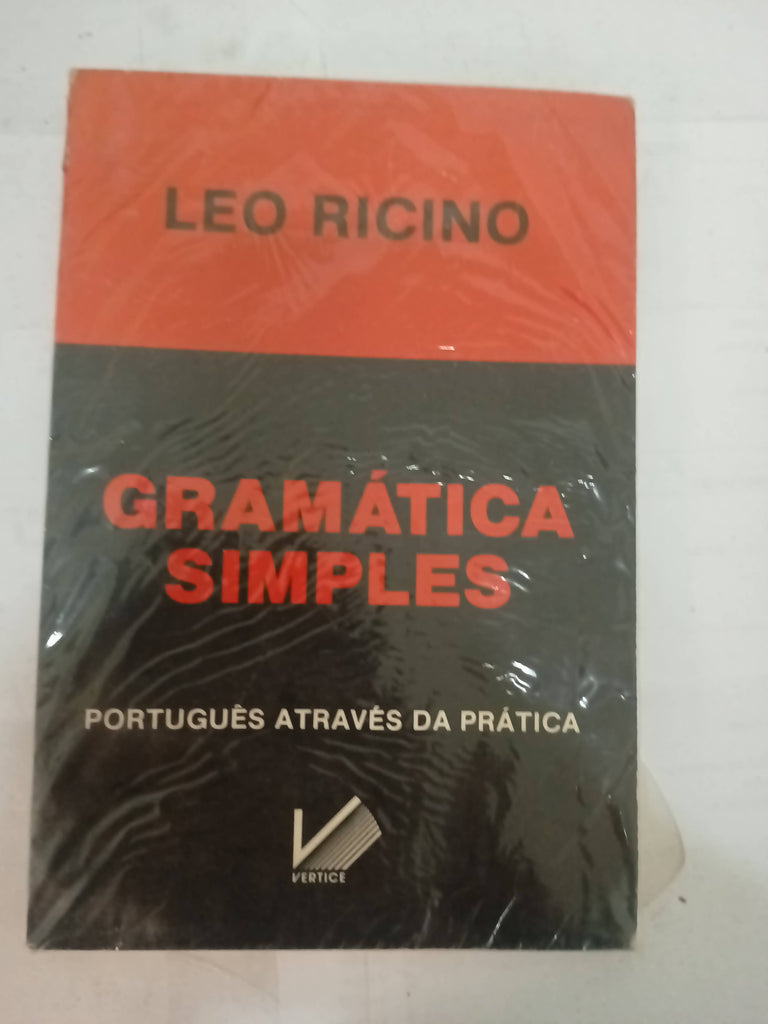 LEO RICINO
GRAMÁTICA
SIMPLES
PORTUGUÊS ATRAVÉS DA PRÁTICA
VERTICE